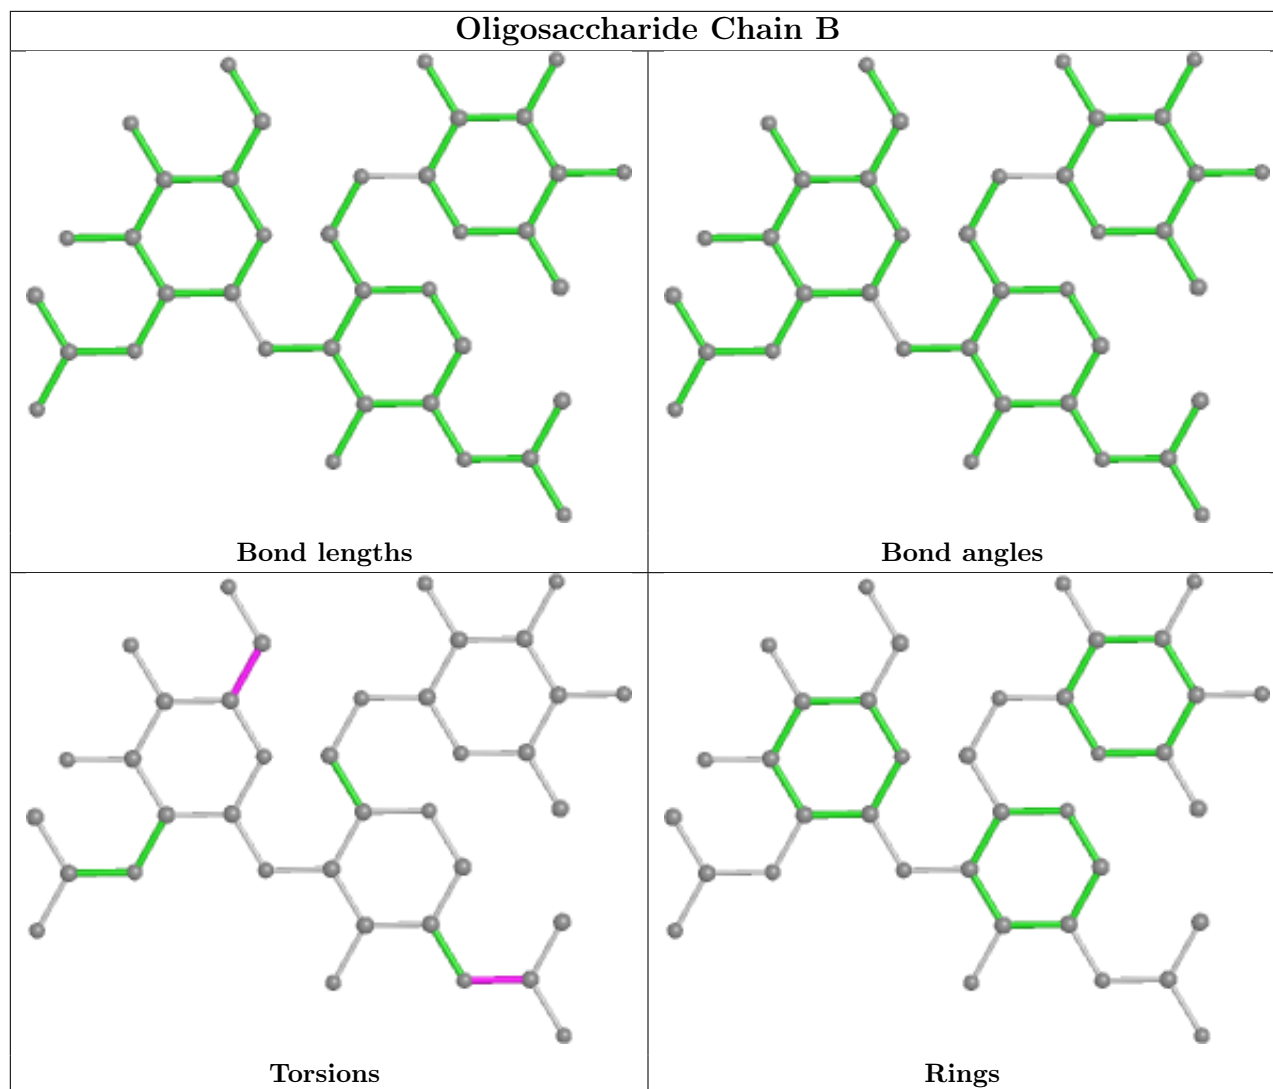 Oligosaccharide Chain B
Bond lengths
Bond angles
Torsions
Rings